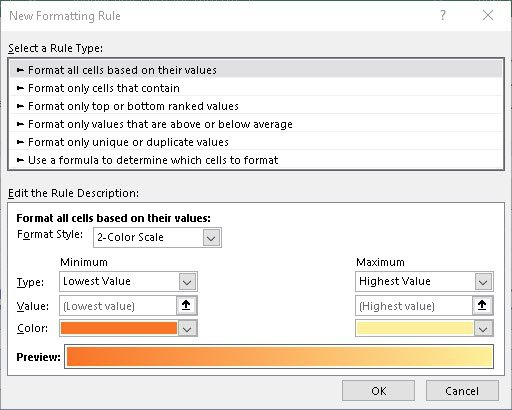 New Formatting Rule
Select a Rule Type:
► Format all cells based on their values
► Format only cells that contain
► Format only top or bottom ranked values
► Format only values that are above or below average
► Format only unique or duplicate values
► Use a formula to determine which cells to format
Edit the Rule Description:
Format all cells based on their values:
Format Style: 2-Color Scale
Minimum Maximum
Type: Lowest Value Highest Value
Value: (Lowest value) (Highest value)
Color:
Preview:
OK Cancel